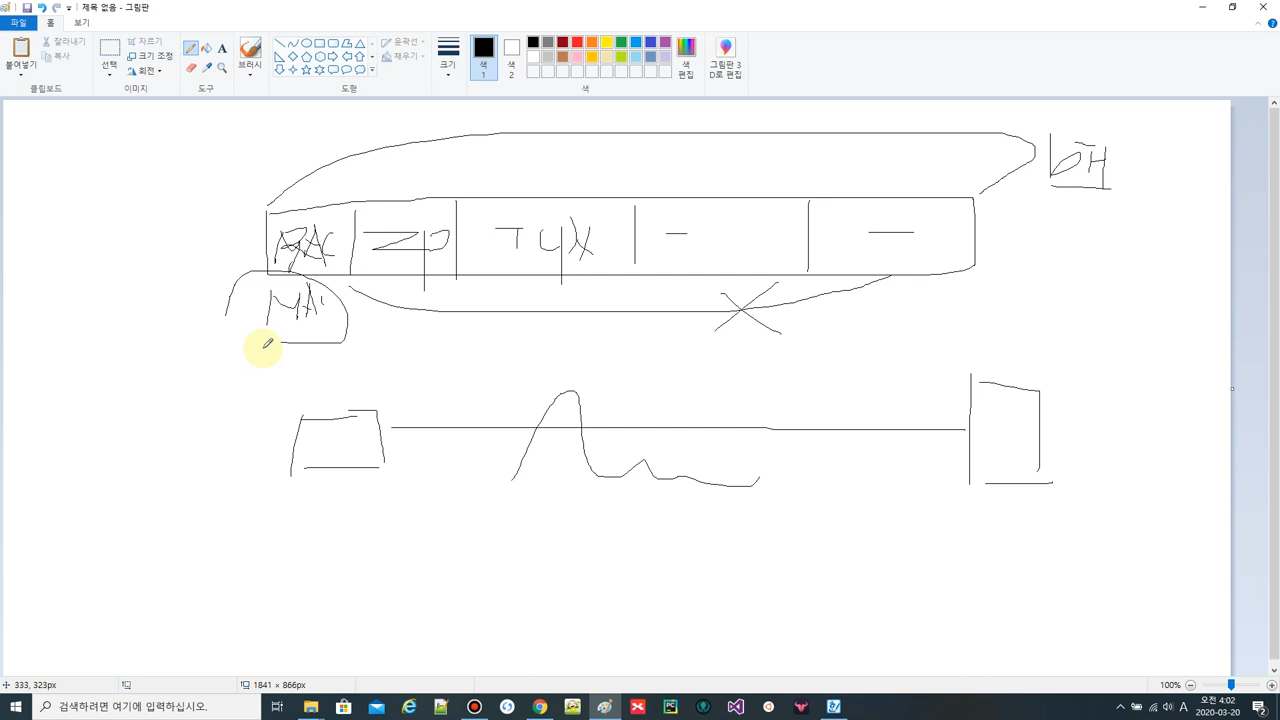 제목 없음 - 그림판
파일 홈 보기
붙여넣기
잘라내기
복사
클립보드
선택
자르기
크기 조정
회전
이미지
A
도구
브러시
윤곽선
채우기
도형
크기
색 1
색 2
색 편집
색
그림판 3D로 편집
333, 323px
1841 × 866px
100%
검색하려면 여기에 입력하십시오.
A
오전 4:02
2020-03-20